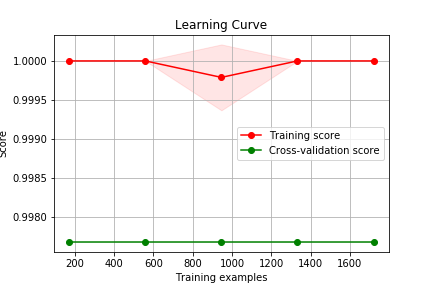 Learning Curve
1.0000
0.9995
0.9990
0.9985
0.9980
Score
Training score
Cross-validation score
200 400 600 800 1000 1200 1400 1600
Training examples